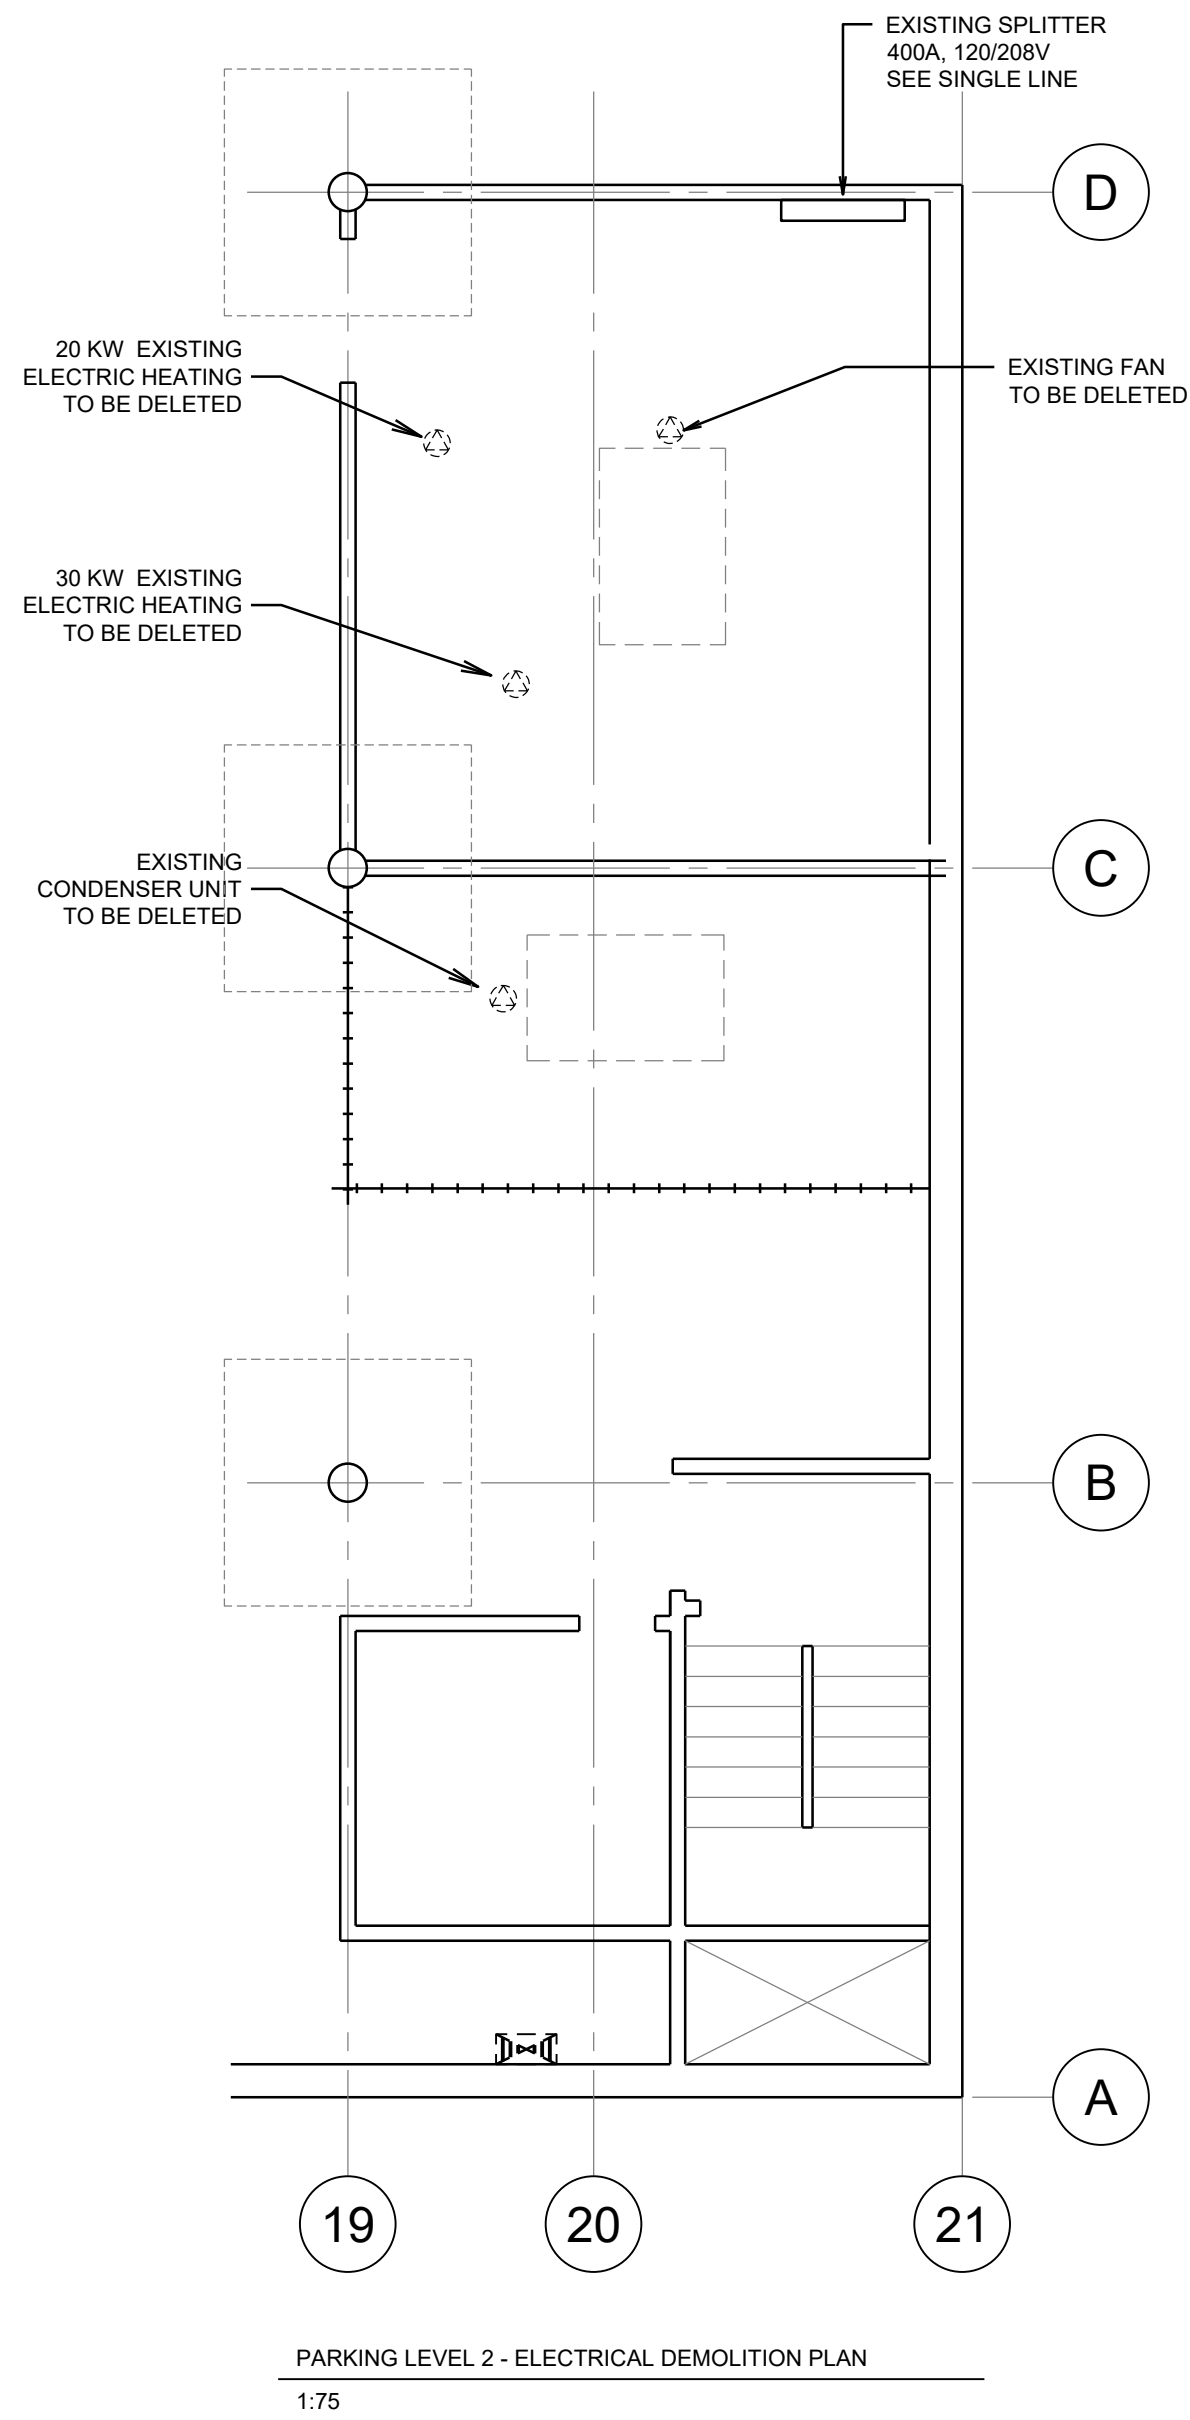 EXISTING SPLITTER
400A, 120/208V
SEE SINGLE LINE
D
20 KW  EXISTING
ELECTRIC HEATING
TO BE DELETED
EXISTING FAN
TO BE DELETED
30 KW  EXISTING
ELECTRIC HEATING
TO BE DELETED
C
EXISTING
CONDENSER UNIT
TO BE DELETED
B
A
19
20
21
PARKING LEVEL 2 - ELECTRICAL DEMOLITION PLAN
1:75